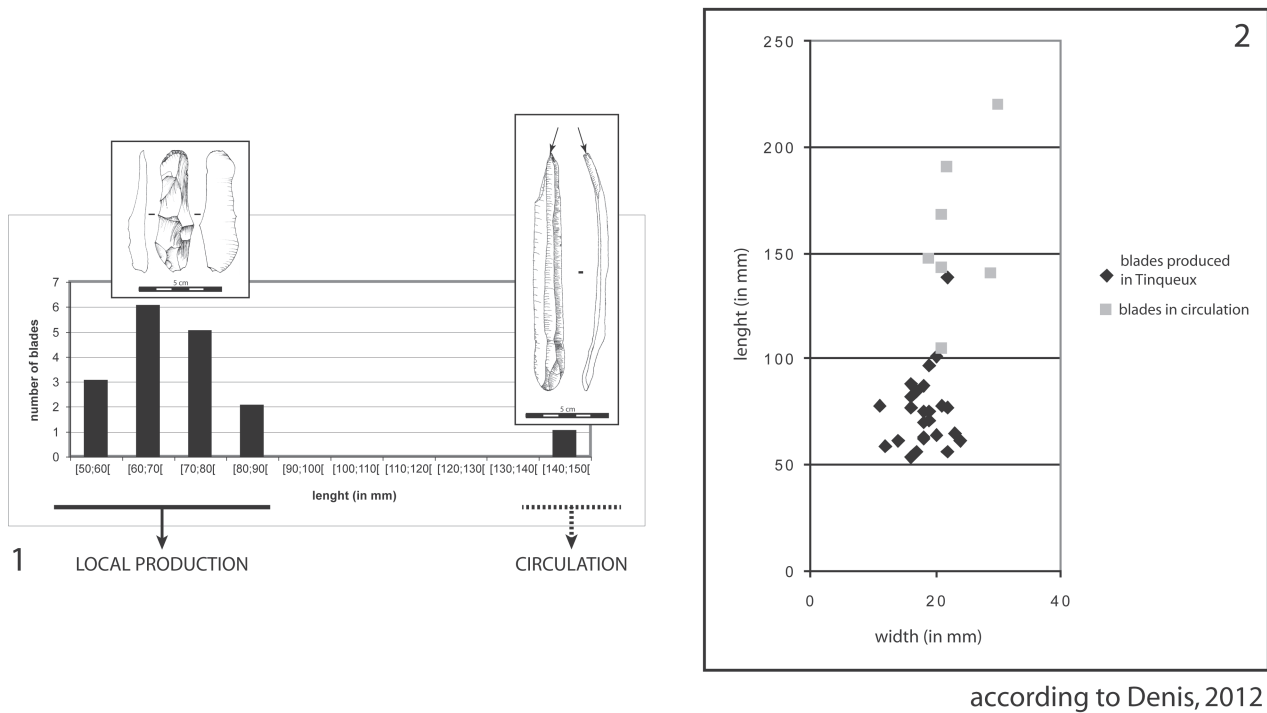 5 cm
5 cm
number of blades
7
6
5
4
3
2
1
0
[50;60[ [60;70[ [70;80[ [80;90[ [90;100[ [100;110[ [110;120[ [120;130[ [130;140[ [140;150[
lenght (in mm)
1
LOCAL PRODUCTION
CIRCULATION
2
lenght (in mm)
250
200
150
100
50
0
0 20 40
width (in mm)
blades produced
in Tinqueux
blades in circulation
according to Denis, 2012